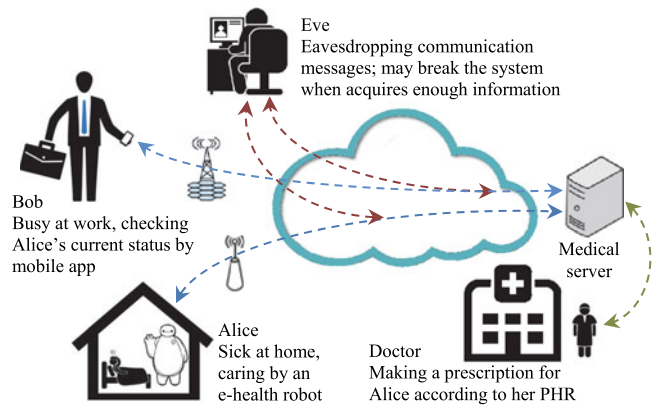 Eve
Eavesdropping communication
messages; may break the system
when acquires enough information
Bob
Busy at work, checking
Alice's current status by
mobile app
Medical
server
Alice
Sick at home,
caring by an
e-health robot
Doctor
Making a prescription for
Alice according to her PHR